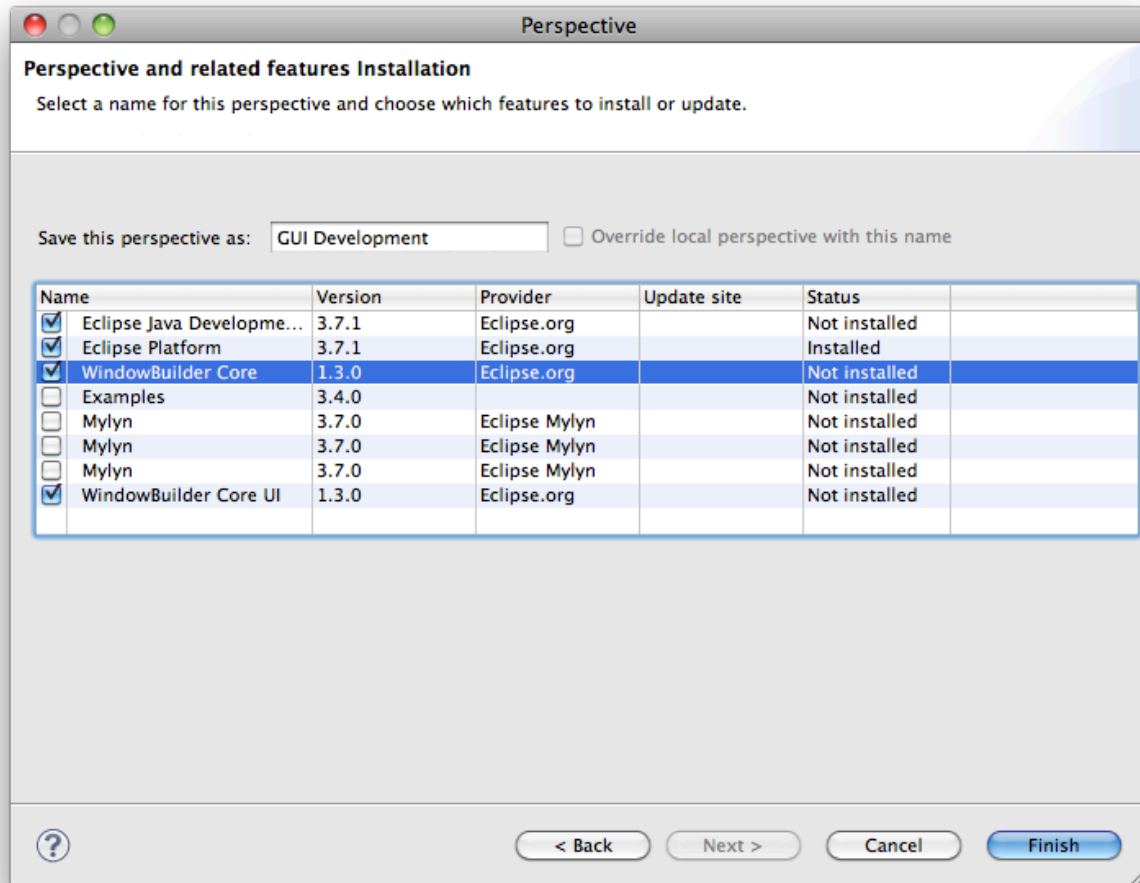 Perspective
Perspective and related features Installation
Select a name for this perspective and choose which features to install or update.
Save this perspective as: GUI Development Override local perspective with this name
Name Version Provider Update site Status
Eclipse Java Developme... 3.7.1 Eclipse.org Not installed
Eclipse Platform 3.7.1 Eclipse.org Installed
WindowBuilder Core 1.3.0 Eclipse.org Not installed
Examples 3.4.0 Not installed
Mylyn 3.7.0 Eclipse Mylyn Not installed
Mylyn 3.7.0 Eclipse Mylyn Not installed
Mylyn 3.7.0 Eclipse Mylyn Not installed
WindowBuilder Core UI 1.3.0 Eclipse.org Not installed
? < Back Next > Cancel Finish